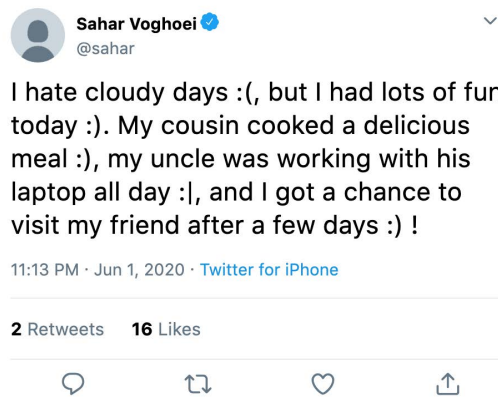 Sahar Voghoei
@sahar
I hate cloudy days :(, but I had lots of fun
today :). My cousin cooked a delicious
meal :), my uncle was working with his
laptop all day :|, and I got a chance to
visit my friend after a few days :) !
11:13 PM · Jun 1, 2020 · Twitter for iPhone
2 Retweets 16 Likes